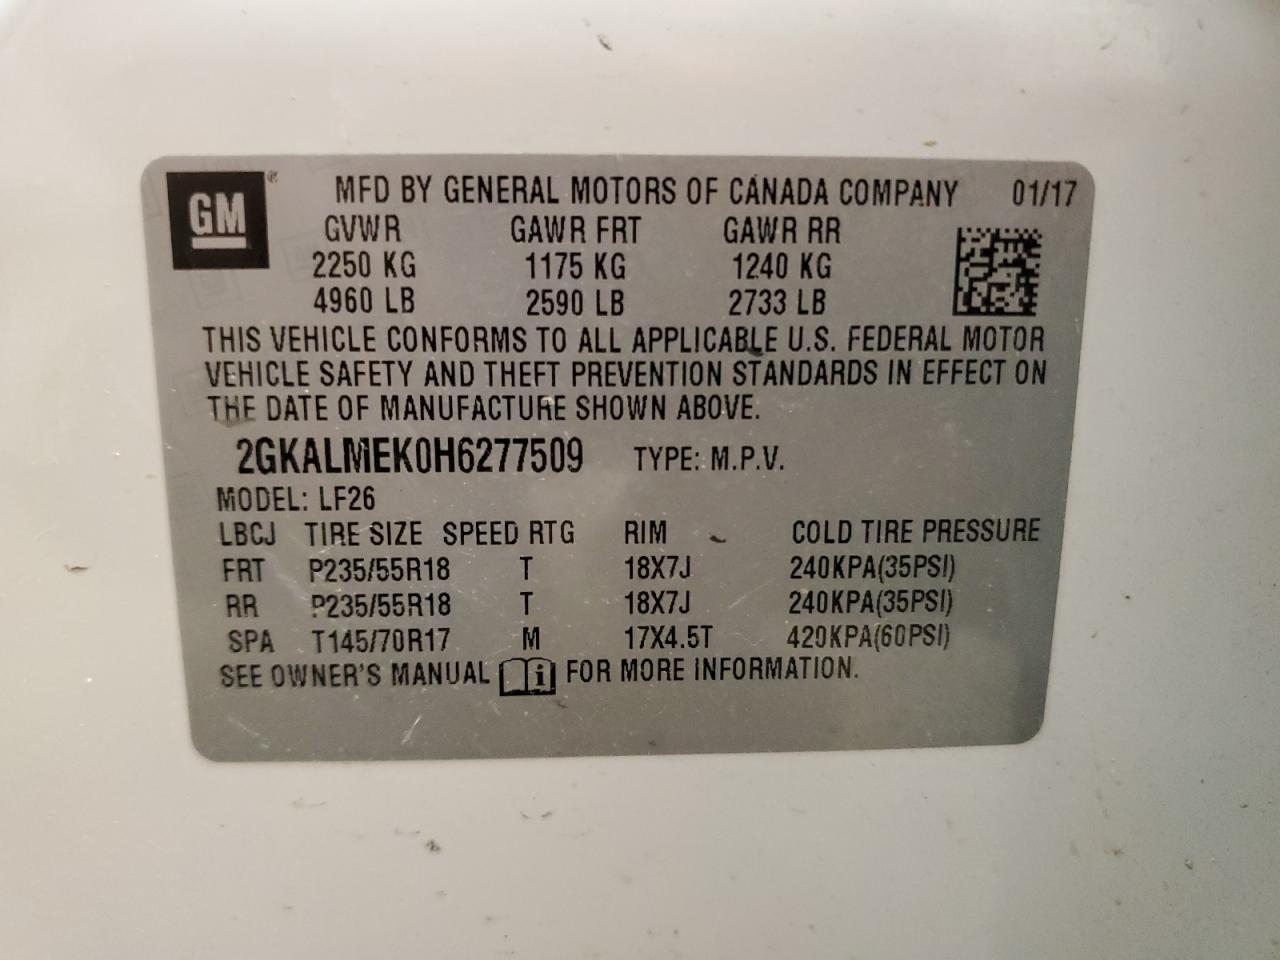 GM ® MFD BY GENERAL MOTORS OF CANADA COMPANY 01/17
GVWR GAWR FRT GAWR RR
2250 KG 1175 KG 1240 KG
4960 LB 2590 LB 2733 LB
THIS VEHICLE CONFORMS TO ALL APPLICABLE U.S. FEDERAL MOTOR
VEHICLE SAFETY AND THEFT PREVENTION STANDARDS IN EFFECT ON
THE DATE OF MANUFACTURE SHOWN ABOVE.
2GKALMEK0H6277509 TYPE: M.P.V.
MODEL: LF26
LBCJ TIRE SIZE SPEED RTG RIM COLD TIRE PRESSURE
FRT P235/55R18 T 18X7J 240KPA(35PSI)
RR P235/55R18 T 18X7J 240KPA(35PSI)
SPA T145/70R17 M 17X4.5T 420KPA(60PSI)
SEE OWNER'S MANUAL i FOR MORE INFORMATION.